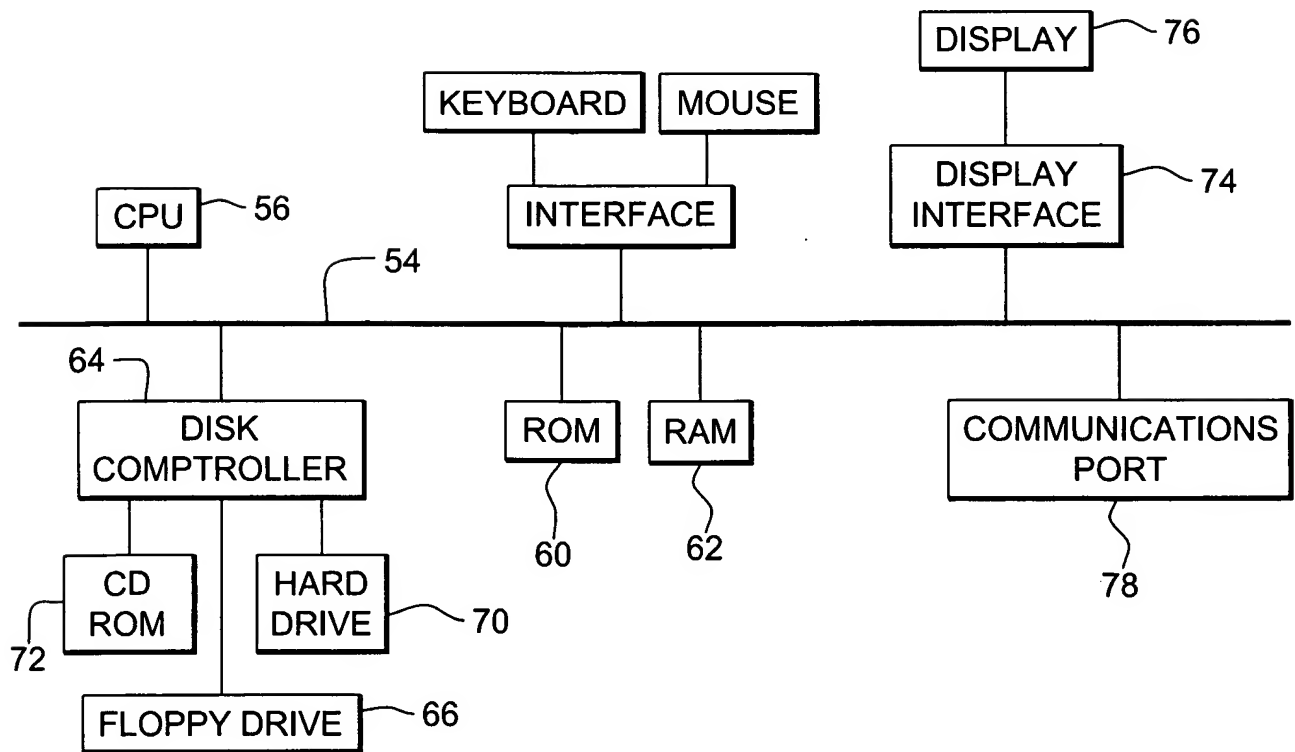 DISPLAY
76
KEYBOARD
MOUSE
DISPLAY
INTERFACE
74
CPU
56
INTERFACE
54
64
DISK
COMPTROLLER
ROM
RAM
COMMUNICATIONS
PORT
60
62
78
CD
ROM
72
HARD
DRIVE
70
FLOPPY DRIVE
66